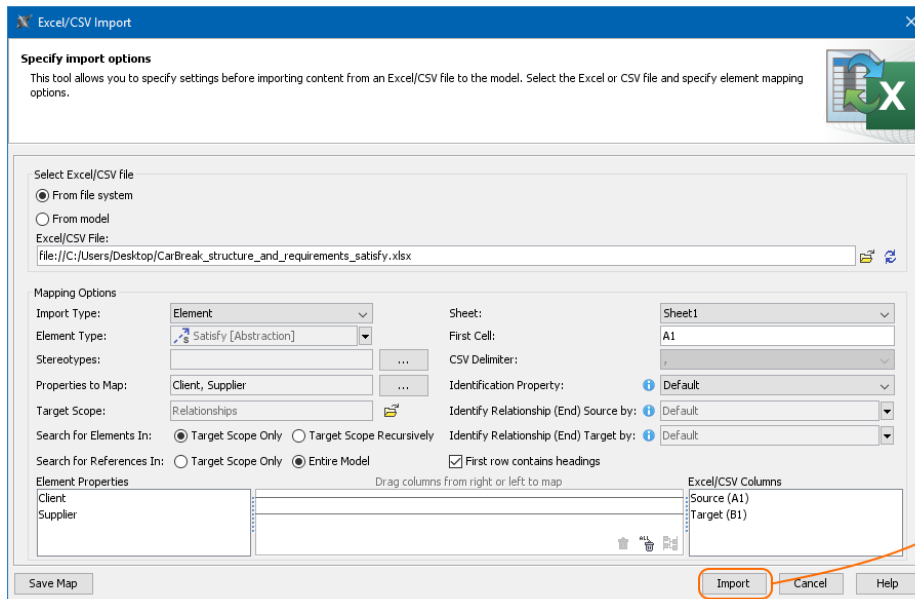 Excel/CSV Import
Specify import options
This tool allows you to specify settings before importing content from an Excel/CSV file to the model. Select the Excel or CSV file and specify element mapping
options.
X
Select Excel/CSV file
From file system
From model
Excel/CSV File:
file://C:/Users/Desktop/CarBreak_structure_and_requirements_satisfy.xlsx
Mapping Options
Import Type: Element Sheet: Sheet1
Element Type: S Satisfy [Abstraction] First Cell: A1
Stereotypes: ... CSV Delimiter: ,
Properties to Map: Client, Supplier ... Identification Property: Default
Target Scope: Relationships Identify Relationship (End) Source by: Default
Search for Elements In: Target Scope Only Target Scope Recursively Identify Relationship (End) Target by: Default
Search for References In: Target Scope Only Entire Model First row contains headings
Element Properties Drag columns from right or left to map Excel/CSV Columns
Client Source (A1)
Supplier Target (B1)
ALL
Save Map Import Cancel Help